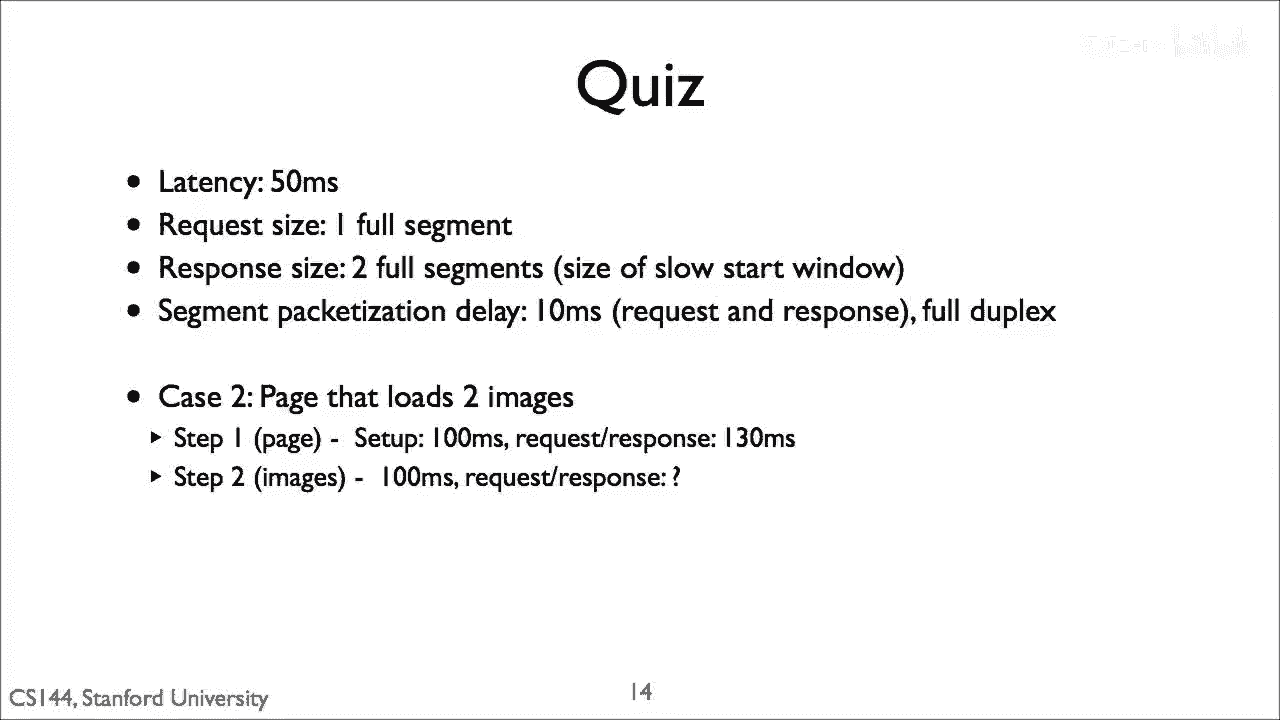 Quiz
• Latency: 50ms
• Request size: 1 full segment
• Response size: 2 full segments (size of slow start window)
• Segment packetization delay: 10ms (request and response), full duplex
• Case 2: Page that loads 2 images
‣ Step 1 (page) - Setup: 100ms, request/response: 130ms
‣ Step 2 (images) - 100ms, request/response: ?
CS144, Stanford University
14